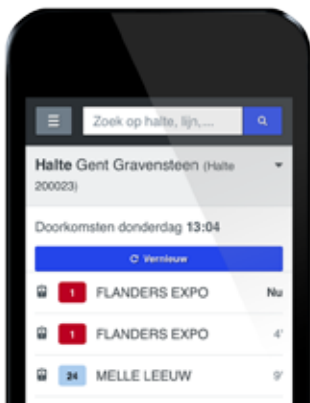 Zoek op halte, lijn,....
Halte Gent Gravensteen (Halte
200023)
Doorkomsten donderdag 13:04
Vernieuw
1 FLANDERS EXPO Nu
1 FLANDERS EXPO 4'
24 MELLE LEEUW 9'